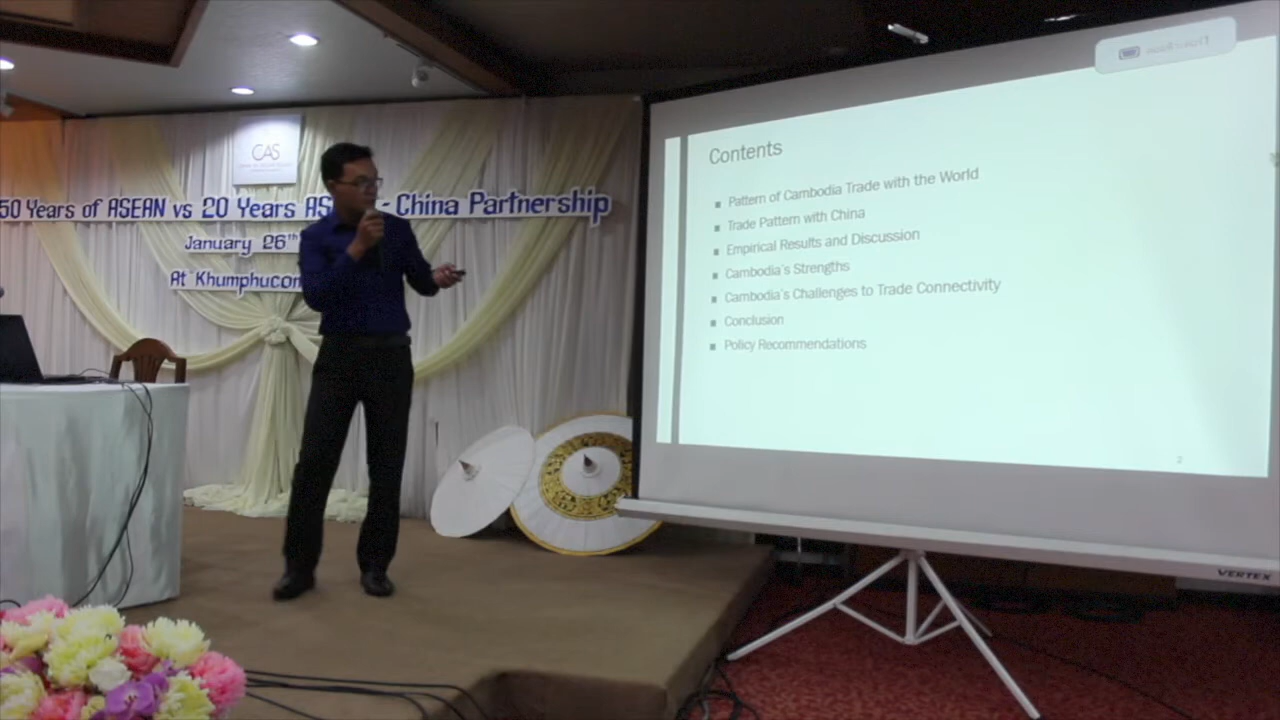 CAS
50 Years of ASEAN vs 20 Years AS - China Partnership
January 26th
At Khumphucom
Contents
▪ Pattern of Cambodia Trade with the World
▪ Trade Pattern with China
▪ Empirical Results and Discussion
▪ Cambodia's Strengths
▪ Cambodia's Challenges to Trade Connectivity
▪ Conclusion
▪ Policy Recommendations
2
VERTEX